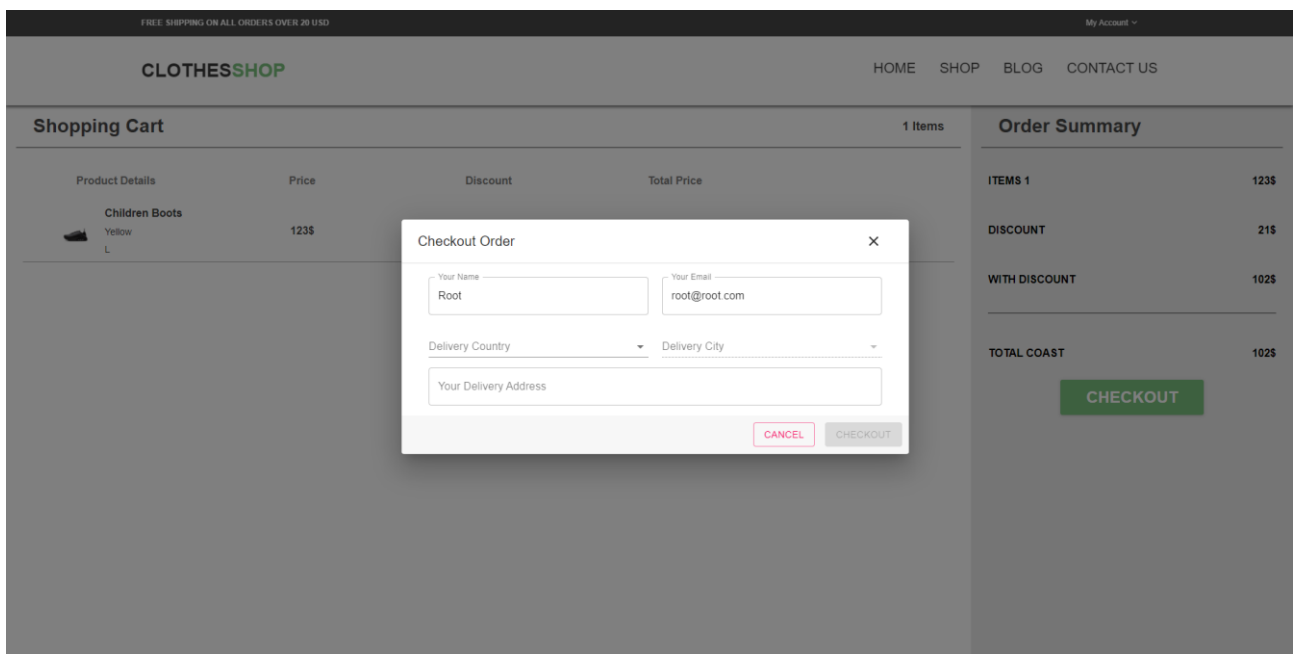 FREE SHIPPING ON ALL ORDERS OVER 20 USD
My Account
CLOTHESSHOP
HOME SHOP BLOG CONTACT US
Shopping Cart
1 Items
Order Summary
Product Details Price Discount Total Price
Children Boots
Yellow
L
123$
ITEMS 1 123$
DISCOUNT 21$
WITH DISCOUNT 102$
TOTAL COAST 102$
CHECKOUT
Checkout Order
Your Name
Root
Your Email
root@root.com
Delivery Country
Delivery City
Your Delivery Address
CANCEL
CHECKOUT